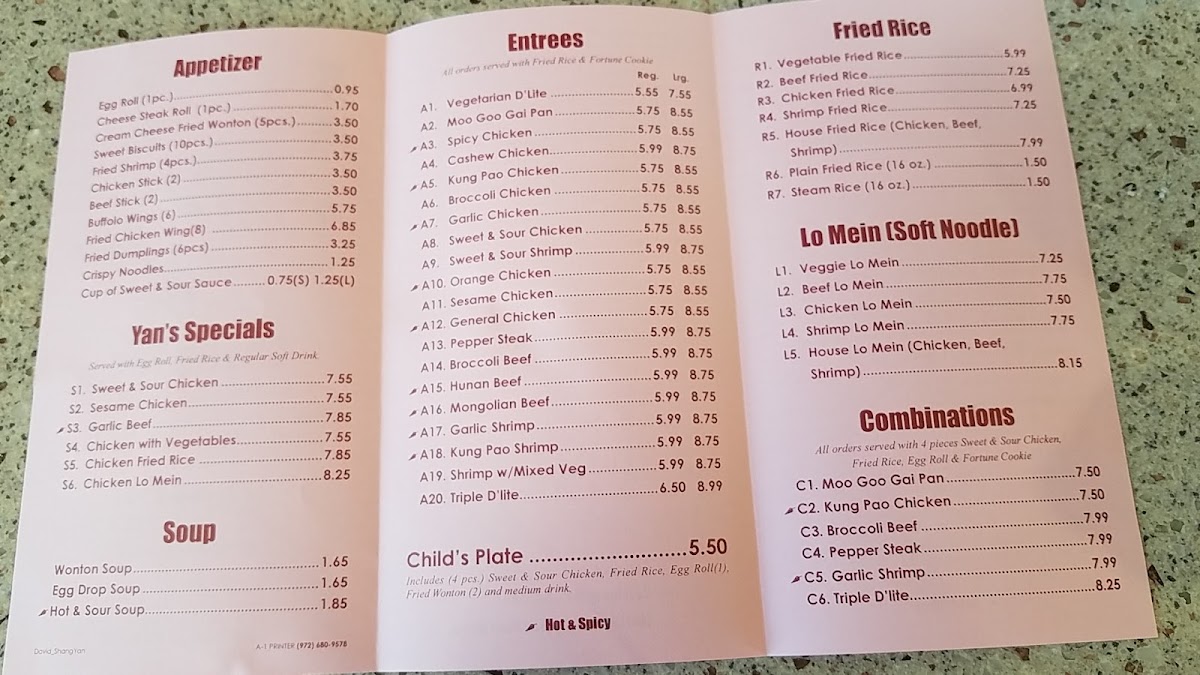 Appetizer
Egg Roll (1pc.)..........0.95
Cheese Steak Roll (1pc.)..........1.70
Cream Cheese Fried Wonton (5pcs.)..........3.50
Sweet Biscuits (10pcs.)..........3.50
Fried Shrimp (4pcs.)..........3.75
Chicken Stick (2)..........3.50
Beef Stick (2)..........3.50
Buffolo Wings (6)..........5.75
Fried Chicken Wing(8)..........6.85
Fried Dumplings (6pcs)..........3.25
Crispy Noodles..........1.25
Cup of Sweet & Sour Sauce.........0.75(S) 1.25(L)
Yan's Specials
Served with Egg Roll, Fried Rice & Regular Soft Drink
S1. Sweet & Sour Chicken..........7.55
S2. Sesame Chicken..........7.55
S3. Garlic Beef..........7.85
S4. Chicken with Vegetables..........7.55
S5. Chicken Fried Rice..........7.85
S6. Chicken Lo Mein..........8.25
Soup
Wonton Soup..........1.65
Egg Drop Soup..........1.65
Hot & Sour Soup..........1.85
David_ShangYan
A-1 PRINTER (972) 680-9578
Entrees
All orders served with Fried Rice & Fortune Cookie
Reg. Lrg.
A1. Vegetarian D'Lite..........5.55 7.55
A2. Moo Goo Gai Pan..........5.75 8.55
A3. Spicy Chicken..........5.75 8.55
A4. Cashew Chicken..........5.99 8.75
A5. Kung Pao Chicken..........5.75 8.55
A6. Broccoli Chicken..........5.75 8.55
A7. Garlic Chicken..........5.75 8.55
A8. Sweet & Sour Chicken..........5.75 8.55
A9. Sweet & Sour Shrimp..........5.99 8.75
A10. Orange Chicken..........5.75 8.55
A11. Sesame Chicken..........5.75 8.55
A12. General Chicken..........5.75 8.55
A13. Pepper Steak..........5.99 8.75
A14. Broccoli Beef..........5.99 8.75
A15. Hunan Beef..........5.99 8.75
A16. Mongolian Beef..........5.99 8.75
A17. Garlic Shrimp..........5.99 8.75
A18. Kung Pao Shrimp..........5.99 8.75
A19. Shrimp w/Mixed Veg..........5.99 8.75
A20. Triple D'lite..........6.50 8.99
Child's Plate..........5.50
Includes (4 pcs.) Sweet & Sour Chicken, Fried Rice, Egg Roll(1),
Fried Wonton (2) and medium drink.
Hot & Spicy
Fried Rice
R1. Vegetable Fried Rice..........5.99
R2. Beef Fried Rice..........7.25
R3. Chicken Fried Rice..........6.99
R4. Shrimp Fried Rice..........7.25
R5. House Fried Rice (Chicken, Beef,
Shrimp)..........7.99
R6. Plain Fried Rice (16 oz.)..........1.50
R7. Steam Rice (16 oz.)..........1.50
Lo Mein (Soft Noodle)
L1. Veggie Lo Mein..........7.25
L2. Beef Lo Mein..........7.75
L3. Chicken Lo Mein..........7.50
L4. Shrimp Lo Mein..........7.75
L5. House Lo Mein (Chicken, Beef,
Shrimp)..........8.15
Combinations
All orders served with 4 pieces Sweet & Sour Chicken,
Fried Rice, Egg Roll & Fortune Cookie
C1. Moo Goo Gai Pan..........7.50
C2. Kung Pao Chicken..........7.50
C3. Broccoli Beef..........7.99
C4. Pepper Steak..........7.99
C5. Garlic Shrimp..........7.99
C6. Triple D'lite..........8.25